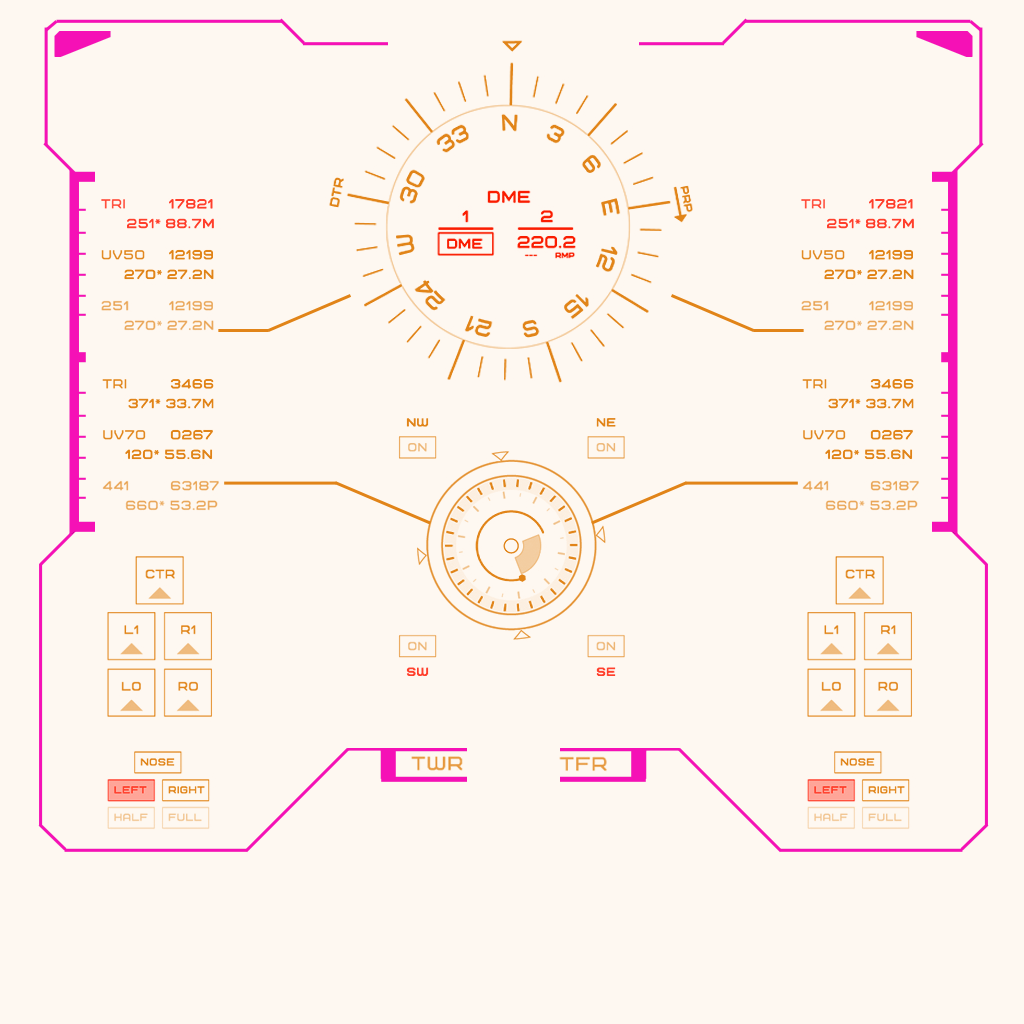 N
33 3
30 6
DTR PRP
TRI 17821
251* 88.7M
UV50 12199
270* 27.2N
251 12199
270* 27.2N
DME
1 2
DME 220.2
--- RMP
W E
24 12
21 S 15
TRI 17821
251* 88.7M
UV50 12199
270* 27.2N
251 12199
270* 27.2N
TRI 3466
371* 33.7M
UV70 0267
120* 55.6N
441 63187
660* 53.2P
NW NE
ON ON
ON ON
SW SE
TRI 3466
371* 33.7M
UV70 0267
120* 55.6N
441 63187
660* 53.2P
CTR
L1 R1
L0 R0
NOSE
LEFT RIGHT
HALF FULL
TWR TFR
CTR
L1 R1
L0 R0
NOSE
LEFT RIGHT
HALF FULL